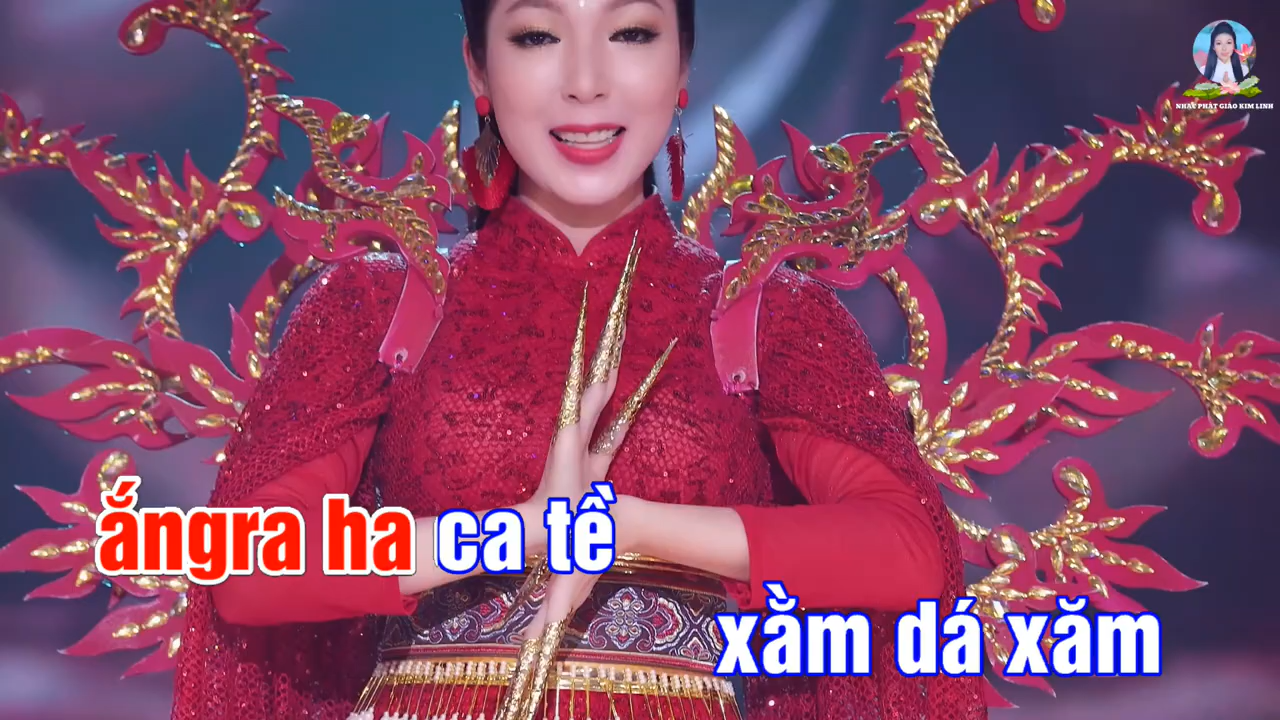 NHẠC PHẬT GIÁO KIM LINH
ắngra ha ca tề
xằm dá xăm